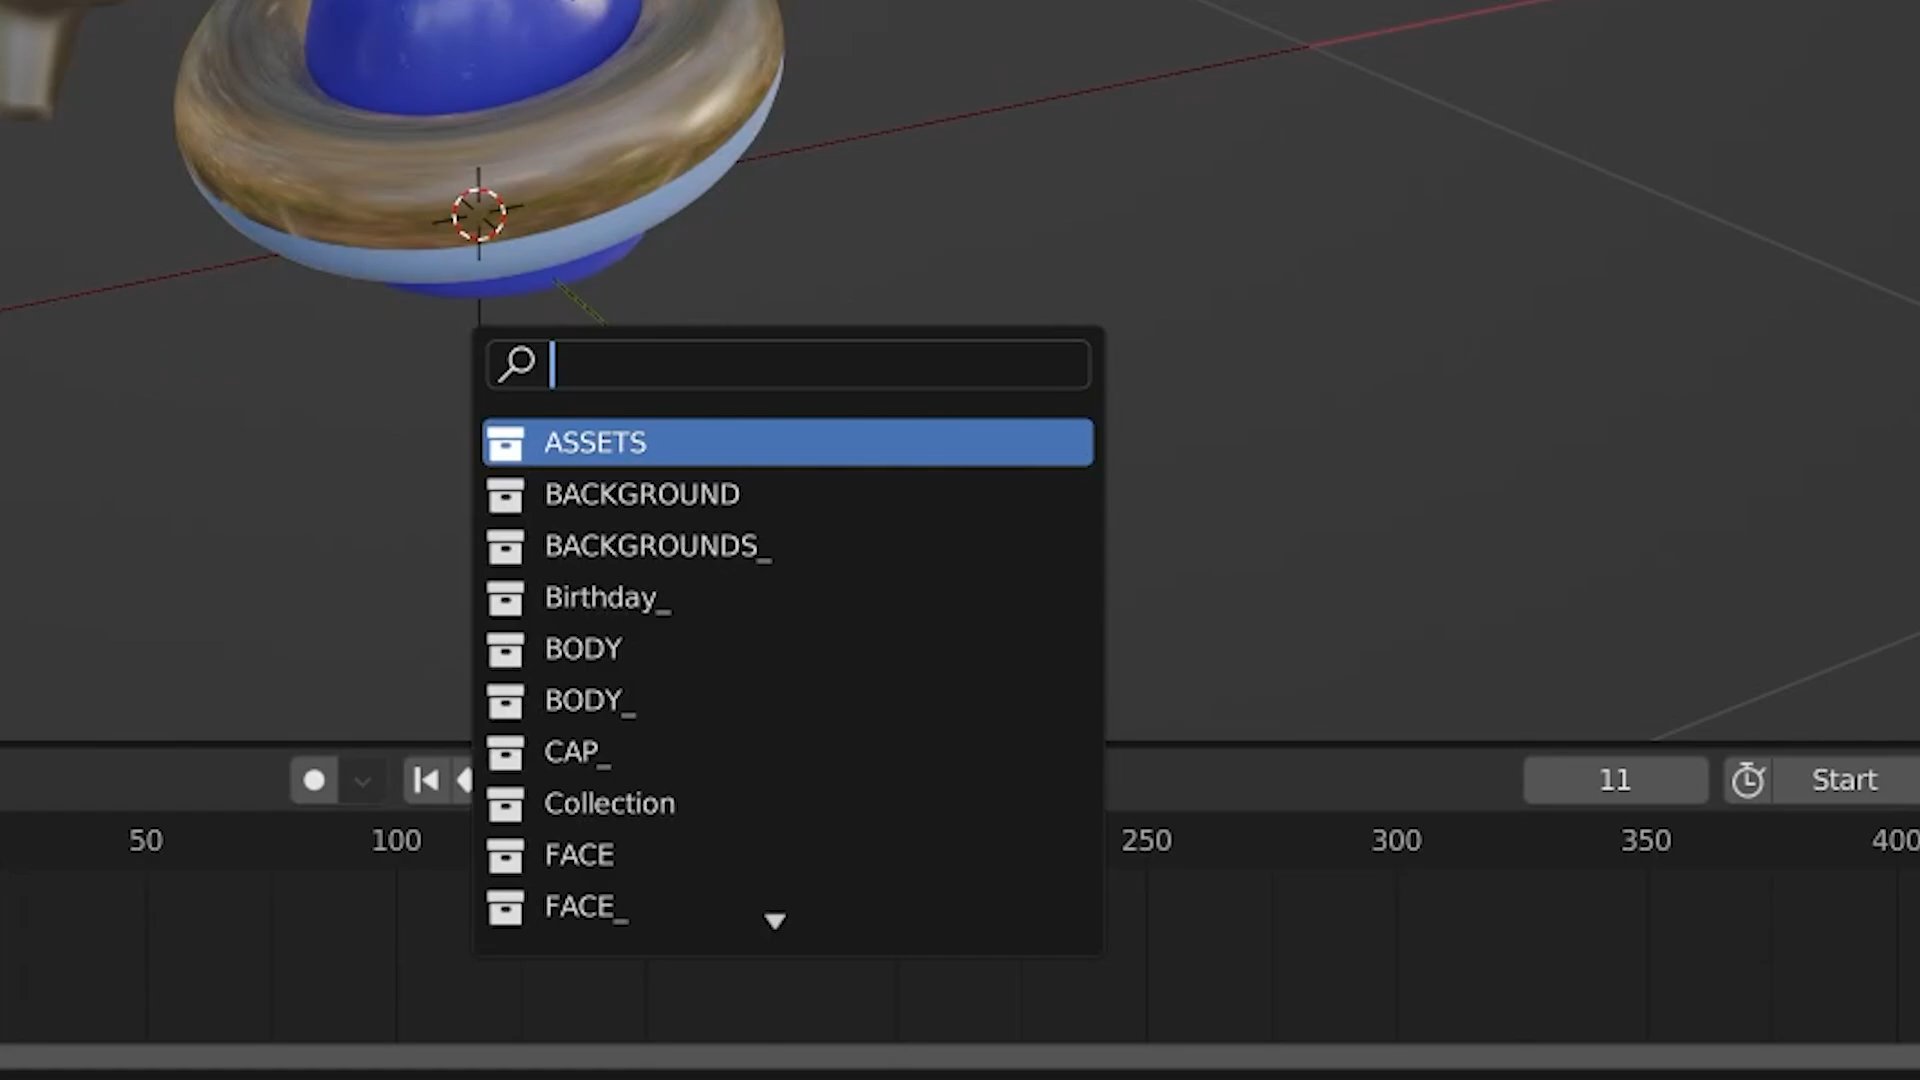 ASSETS
BACKGROUND
BACKGROUNDS_
Birthday_
BODY
BODY_
CAP_
Collection
FACE
FACE_
11
Start
50
100
250
300
350
400